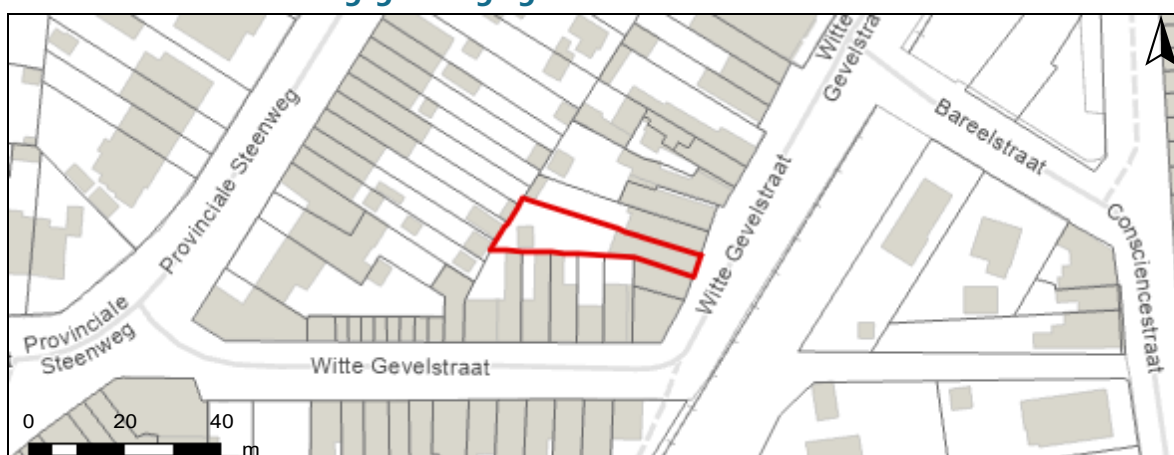 Provinciale Steenweg
Witte
Gevelstraat
Bareelstraat
Witte Gevelstraat
Consciencestraat
Provinciale
Steenweg
Witte Gevelstraat
0 20 40
m